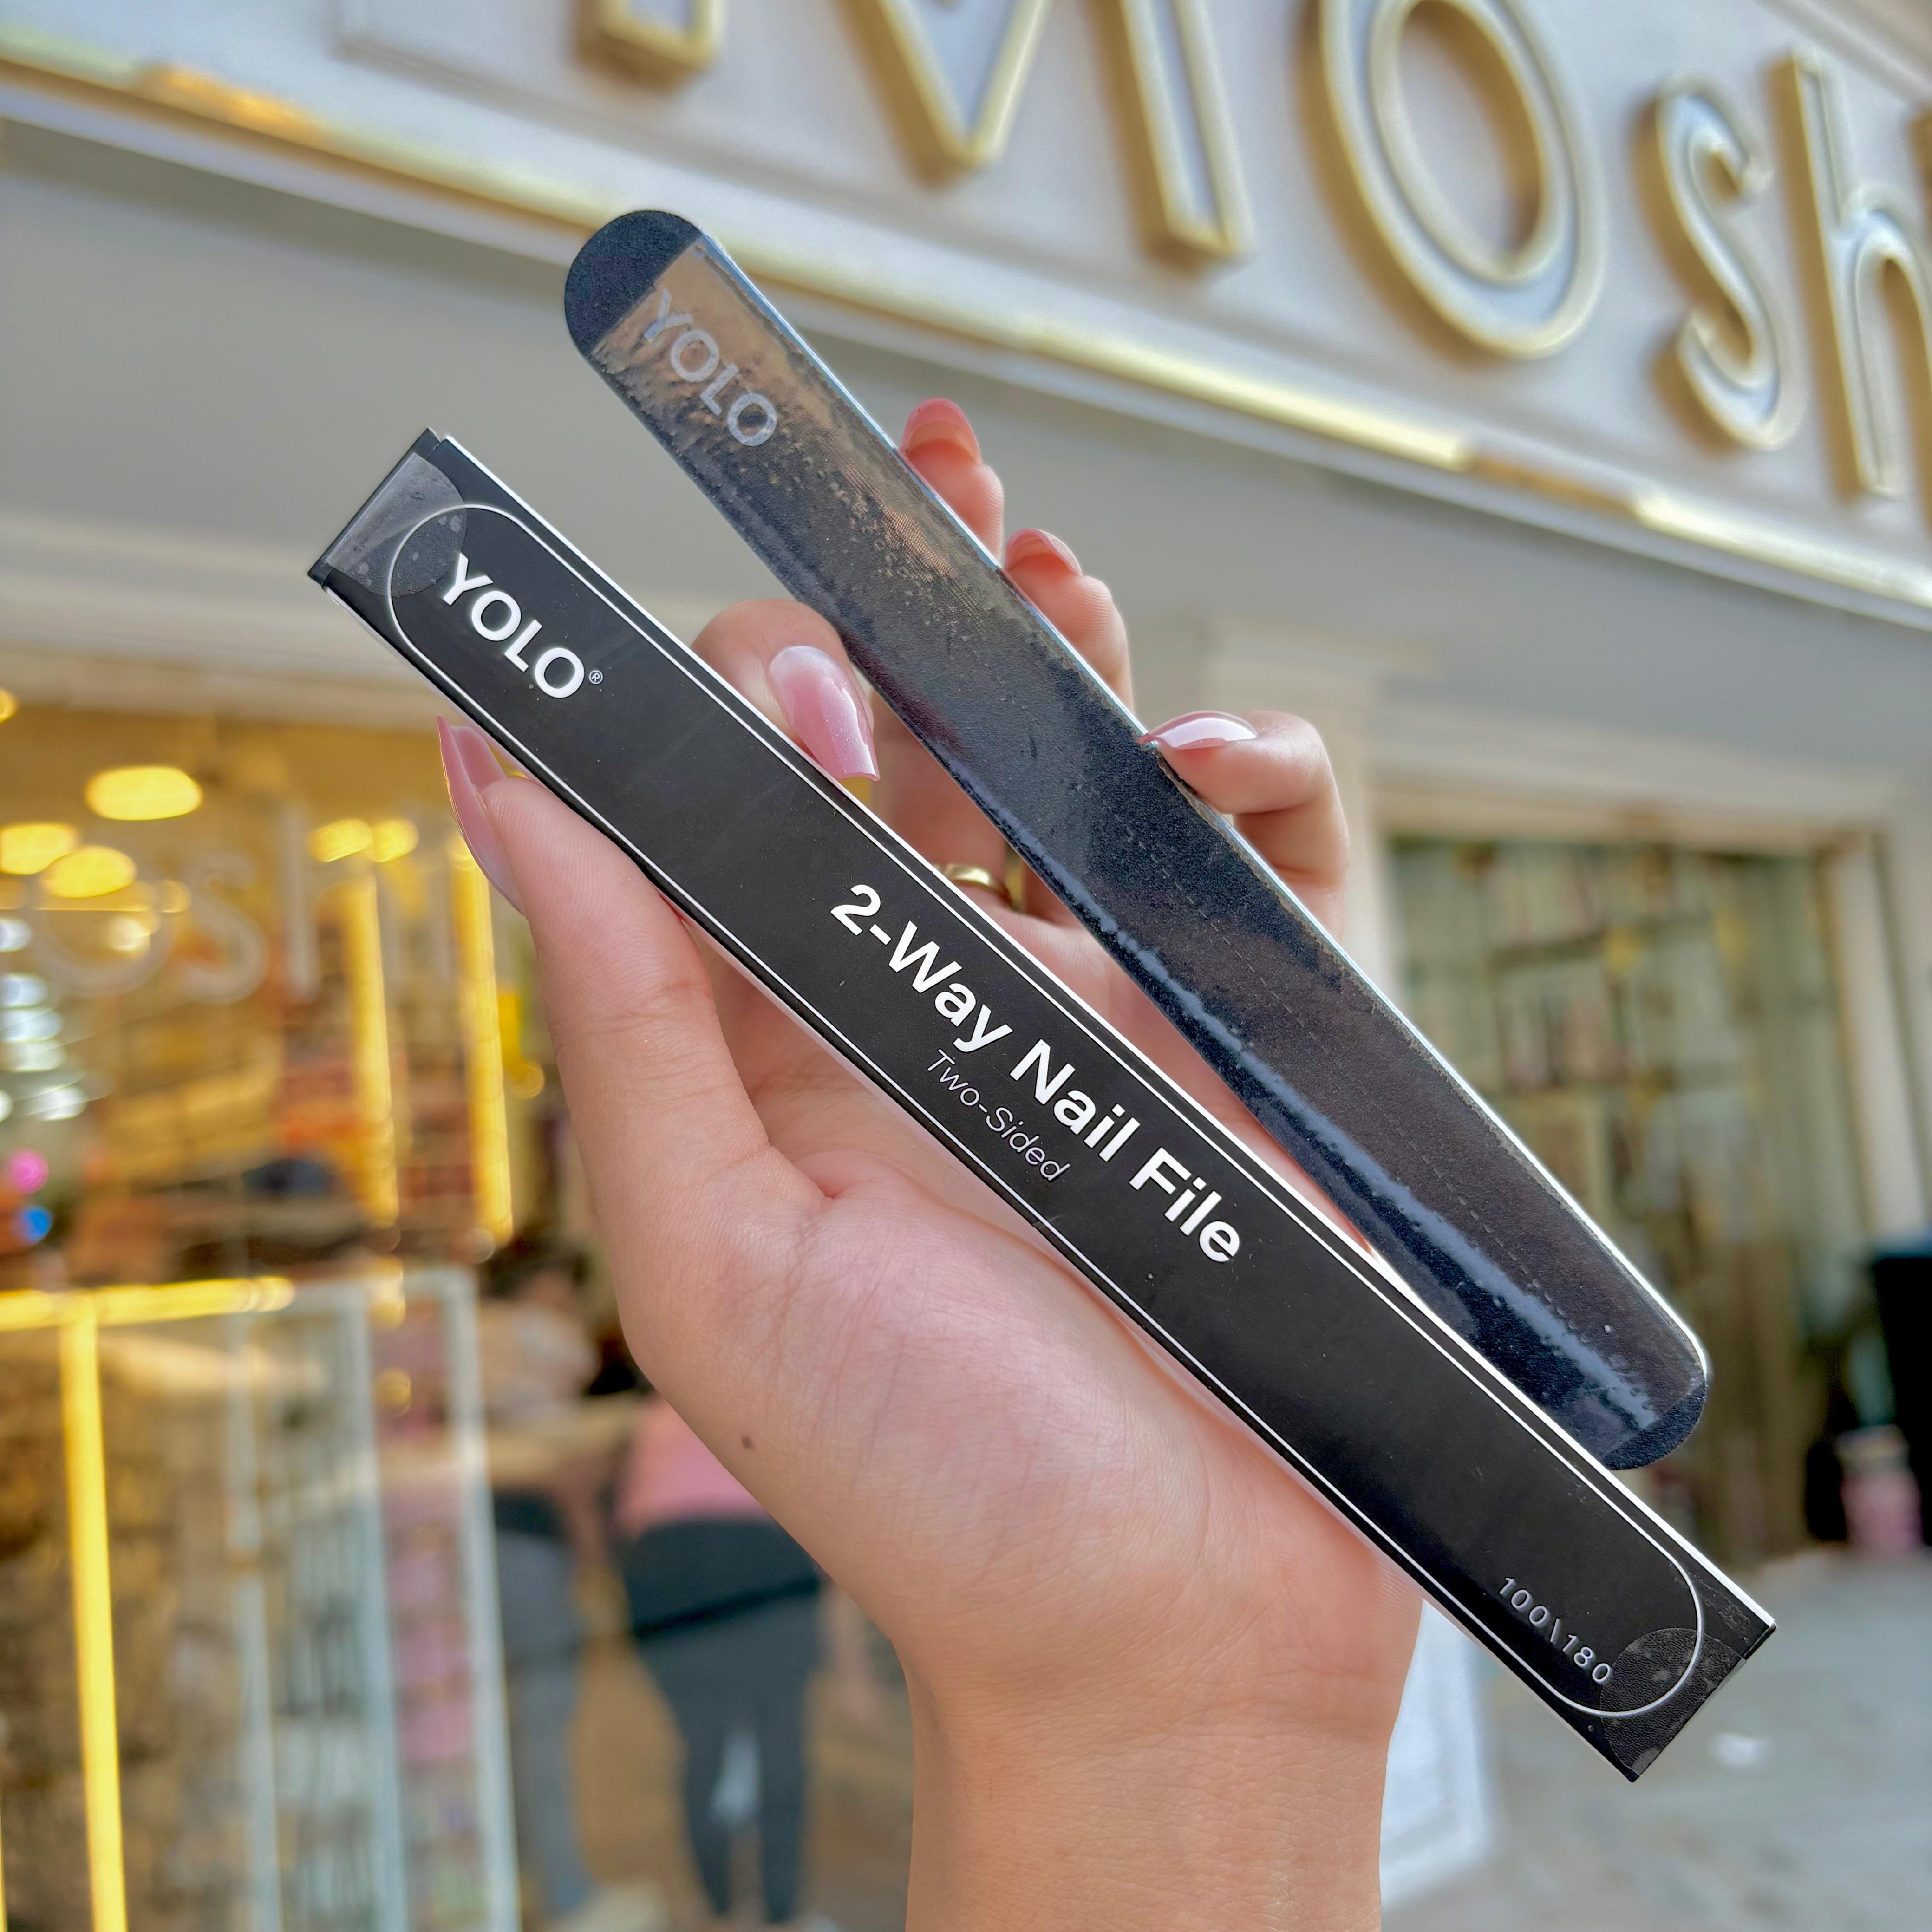 YOLO
YOLO®
2-Way Nail File
Two-Sided
100\180